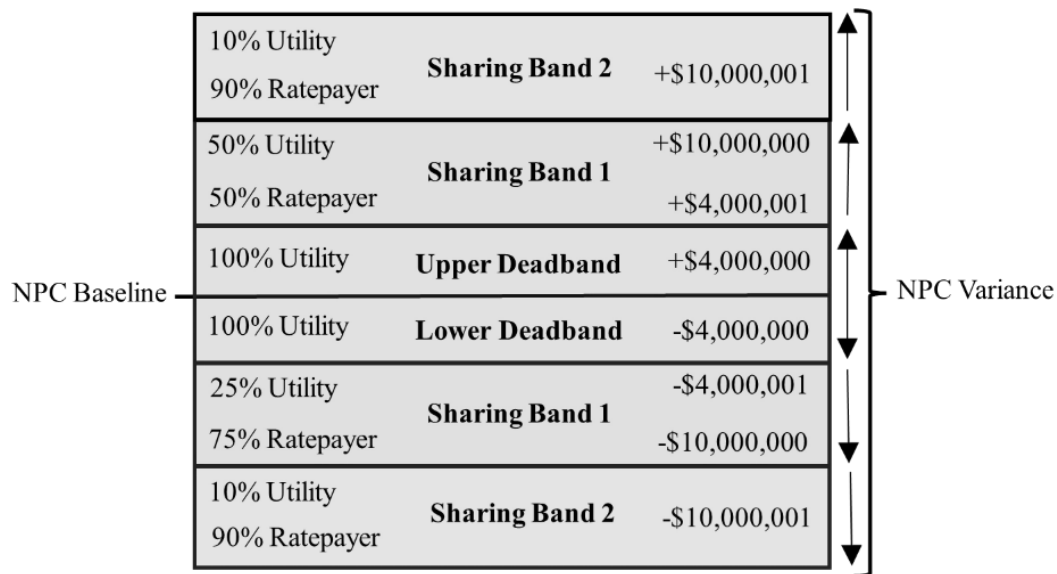 10% Utility
90% Ratepayer
Sharing Band 2
+$10,000,001
50% Utility
50% Ratepayer
Sharing Band 1
+$10,000,000
+$4,000,001
100% Utility
Upper Deadband
+$4,000,000
NPC Baseline
NPC Variance
100% Utility
Lower Deadband
-$4,000,000
25% Utility
75% Ratepayer
Sharing Band 1
-$4,000,001
-$10,000,000
10% Utility
90% Ratepayer
Sharing Band 2
-$10,000,001